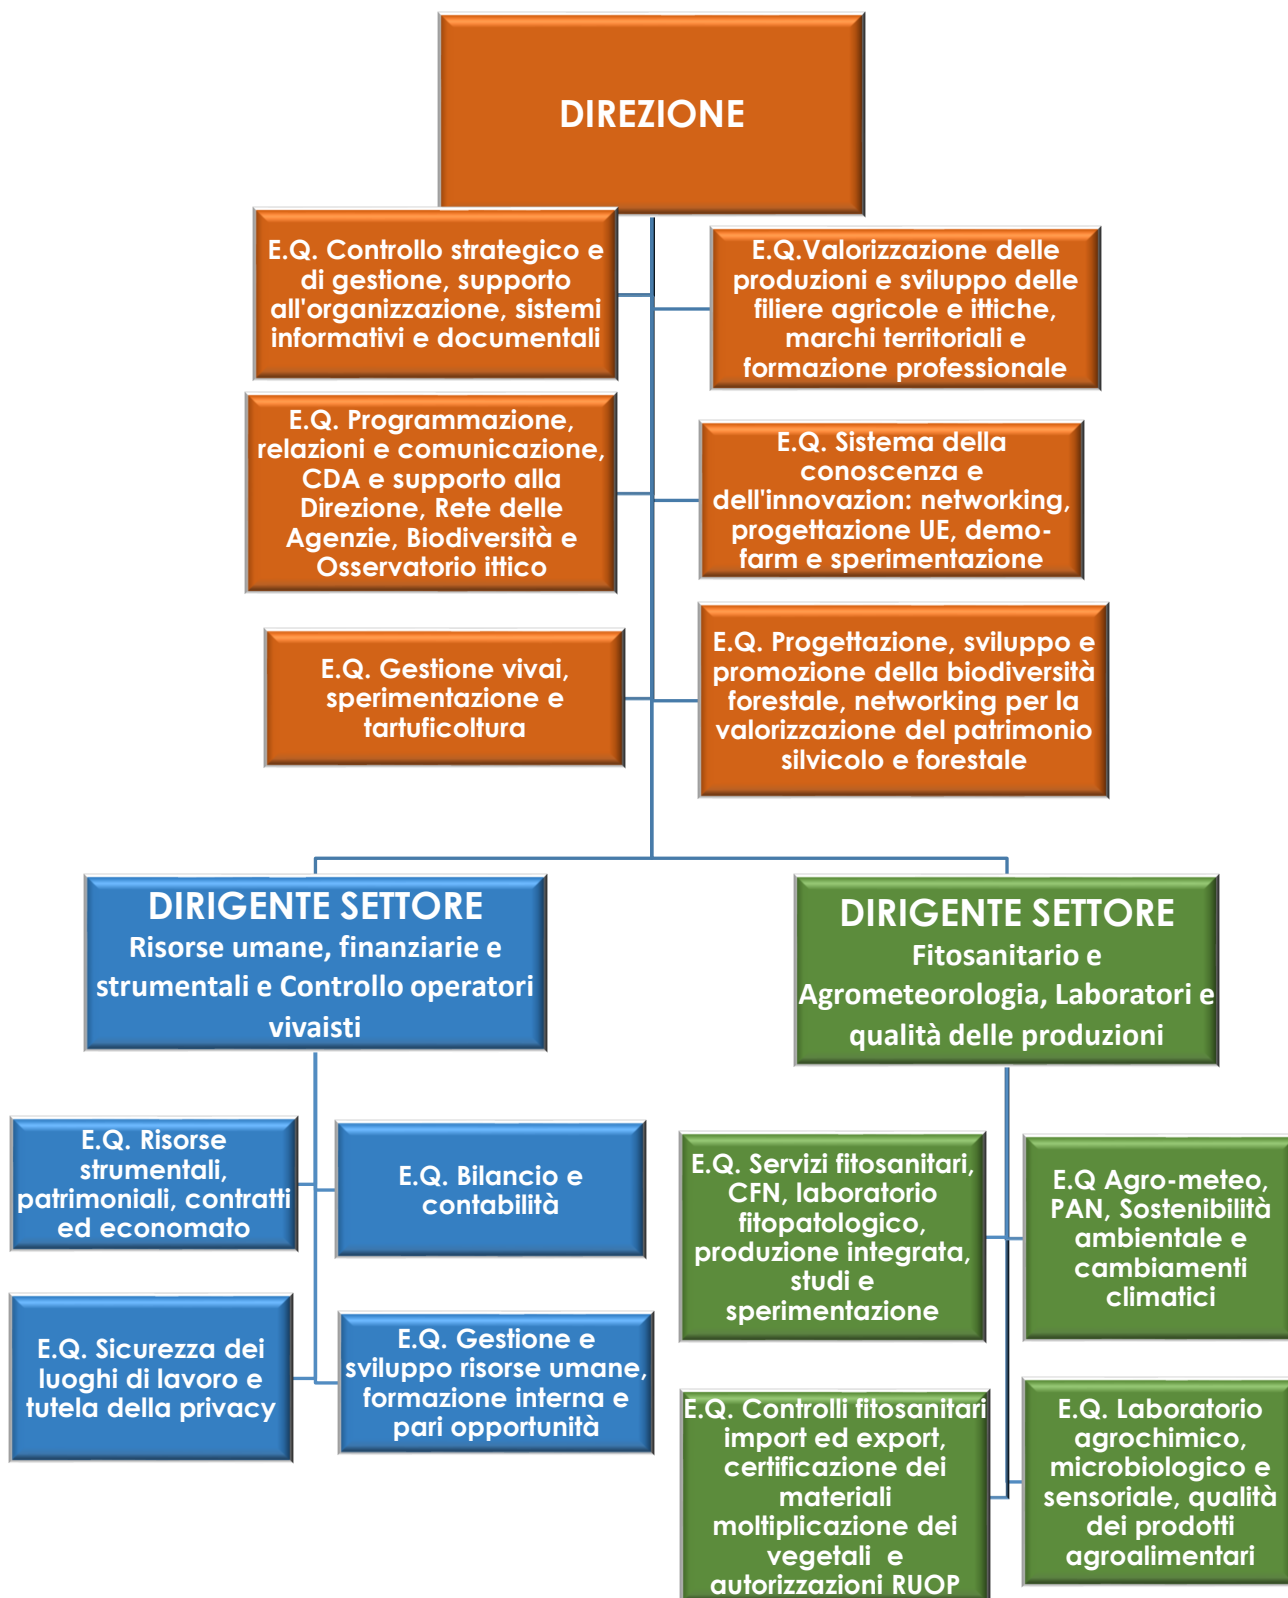 DIREZIONE
E.Q. Controllo strategico e
di gestione, supporto
all'organizzazione, sistemi
informativi e documentali
E.Q.Valorizzazione delle
produzioni e sviluppo delle
filiere agricole e ittiche,
marchi territoriali e
formazione professionale
E.Q. Programmazione,
relazioni e comunicazione,
CDA e supporto alla
Direzione, Rete delle
Agenzie, Biodiversità e
Osservatorio ittico
E.Q. Sistema della
conoscenza e
dell'innovazion: networking,
progettazione UE, demo-
farm e sperimentazione
E.Q. Gestione vivai,
sperimentazione e
tartuficoltura
E.Q. Progettazione, sviluppo e
promozione della biodiversità
forestale, networking per la
valorizzazione del patrimonio
silvicolo e forestale
DIRIGENTE SETTORE
Risorse umane, finanziarie e
strumentali e Controllo operatori
vivaisti
DIRIGENTE SETTORE
Fitosanitario e
Agrometeorologia, Laboratori e
qualità delle produzioni
E.Q. Risorse
strumentali,
patrimoniali, contratti
ed economato
E.Q. Bilancio e
contabilità
E.Q. Sicurezza dei
luoghi di lavoro e
tutela della privacy
E.Q. Gestione e
sviluppo risorse umane,
formazione interna e
pari opportunità
E.Q. Servizi fitosanitari,
CFN, laboratorio
fitopatologico,
produzione integrata,
studi e
sperimentazione
E.Q Agro-meteo,
PAN, Sostenibilità
ambientale e
cambiamenti
climatici
E.Q. Controlli fitosanitari
import ed export,
certificazione dei
materiali
moltiplicazione dei
vegetali e
autorizzazioni RUOP
E.Q. Laboratorio
agrochimico,
microbiologico e
sensoriale, qualità
dei prodotti
agroalimentari